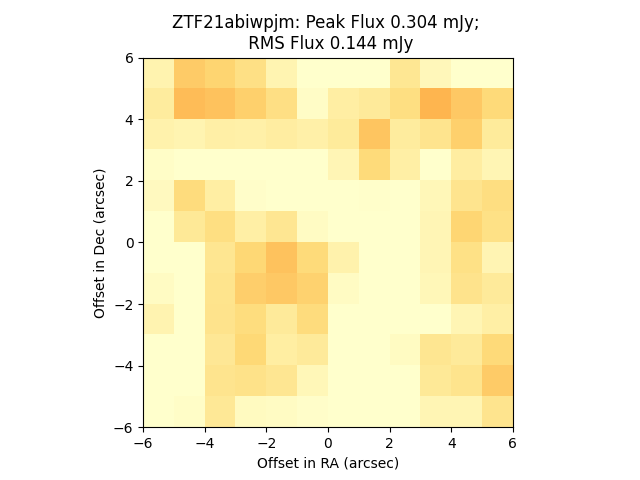 ZTF21abiwpjm: Peak Flux 0.304 mJy;
RMS Flux 0.144 mJy
6
4
2
0
−2
−4
−6
Offset in Dec (arcsec)
−6 −4 −2 0 2 4 6
Offset in RA (arcsec)